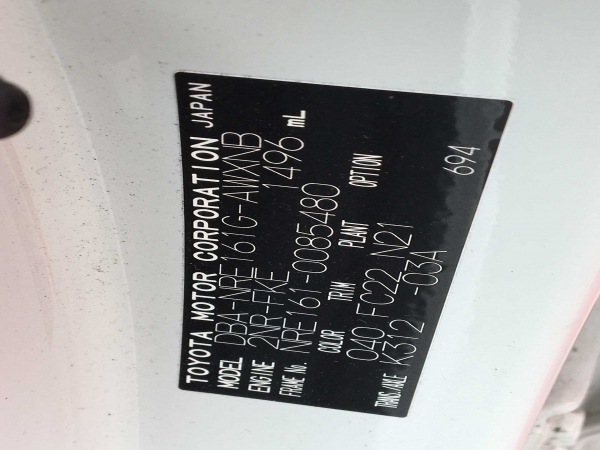 TOYOTA MOTOR CORPORATION JAPAN
MODEL DBA-NRE161G-AWXNB
ENGINE 2NR-FKE 1496 mL
FRAME No. NRE161-0085480
COLOR TRIM PLANT OPTION
040 FC22 N21
TRANS/AXLE K312 -03A 694